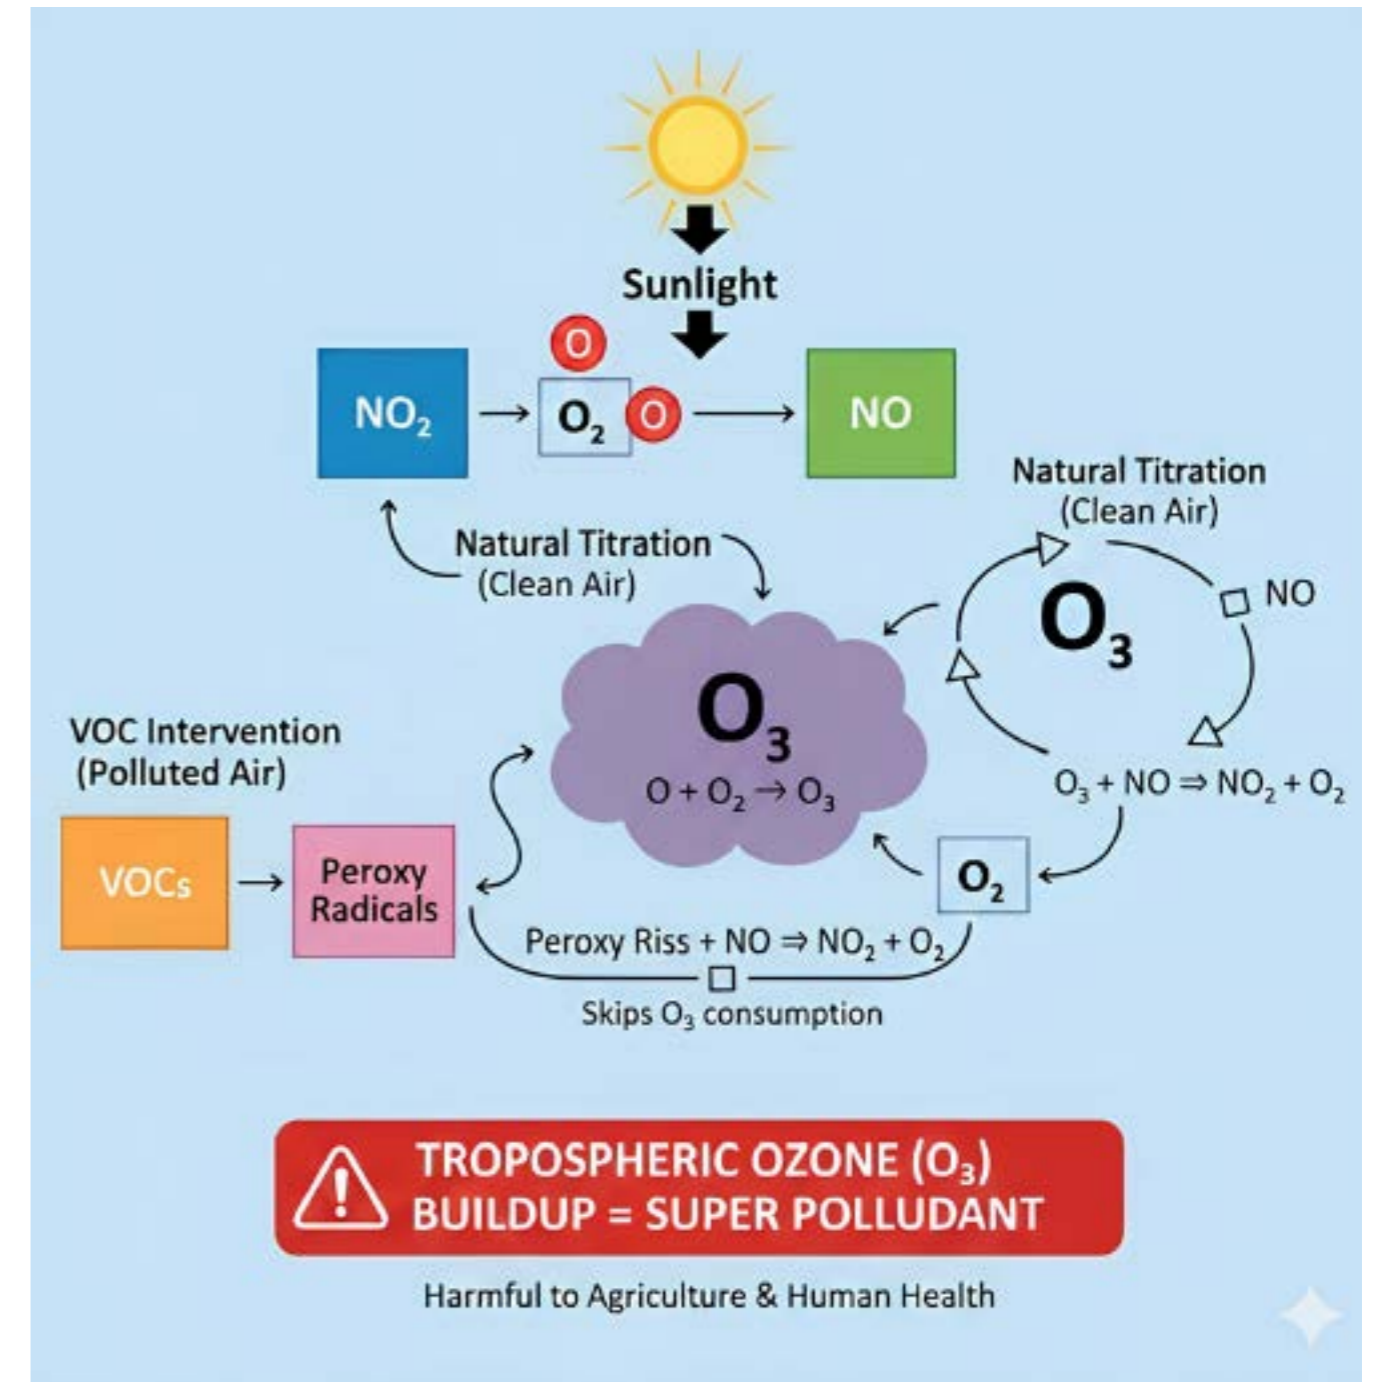 Sunlight
O
NO₂
O₂
O
NO
Natural Titration
(Clean Air)
Natural Titration
(Clean Air)
O₃
NO
O₃
O + O₂ → O₃
O₃ + NO ⇒ NO₂ + O₂
VOC Intervention
(Polluted Air)
VOCs
Peroxy
Radicals
O₂
Peroxy Riss + NO ⇒ NO₂ + O₂
Skips O₃ consumption
TROPOSPHERIC OZONE (O₃)
BUILDUP = SUPER POLLUDANT
Harmful to Agriculture & Human Health